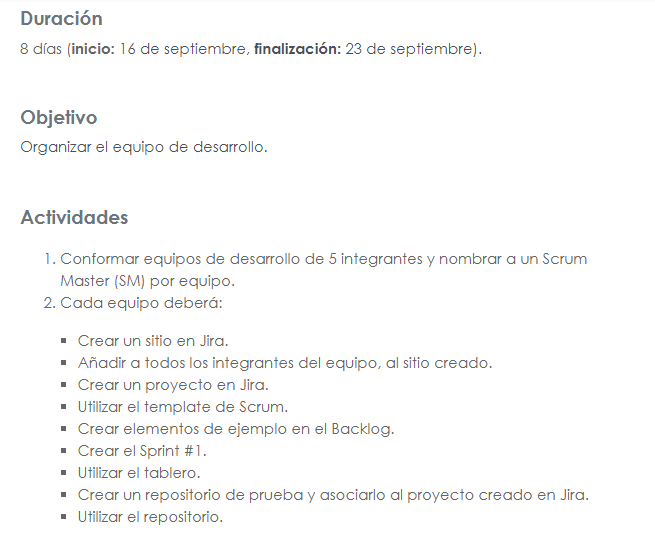 Duración
8 días (inicio: 16 de septiembre, finalización: 23 de septiembre).
Objetivo
Organizar el equipo de desarrollo.
Actividades
1. Conformar equipos de desarrollo de 5 integrantes y nombrar a un Scrum
Master (SM) por equipo.
2. Cada equipo deberá:
▪ Crear un sitio en Jira.
▪ Añadir a todos los integrantes del equipo, al sitio creado.
▪ Crear un proyecto en Jira.
▪ Utilizar el template de Scrum.
▪ Crear elementos de ejemplo en el Backlog.
▪ Crear el Sprint #1.
▪ Utilizar el tablero.
▪ Crear un repositorio de prueba y asociarlo al proyecto creado en Jira.
▪ Utilizar el repositorio.